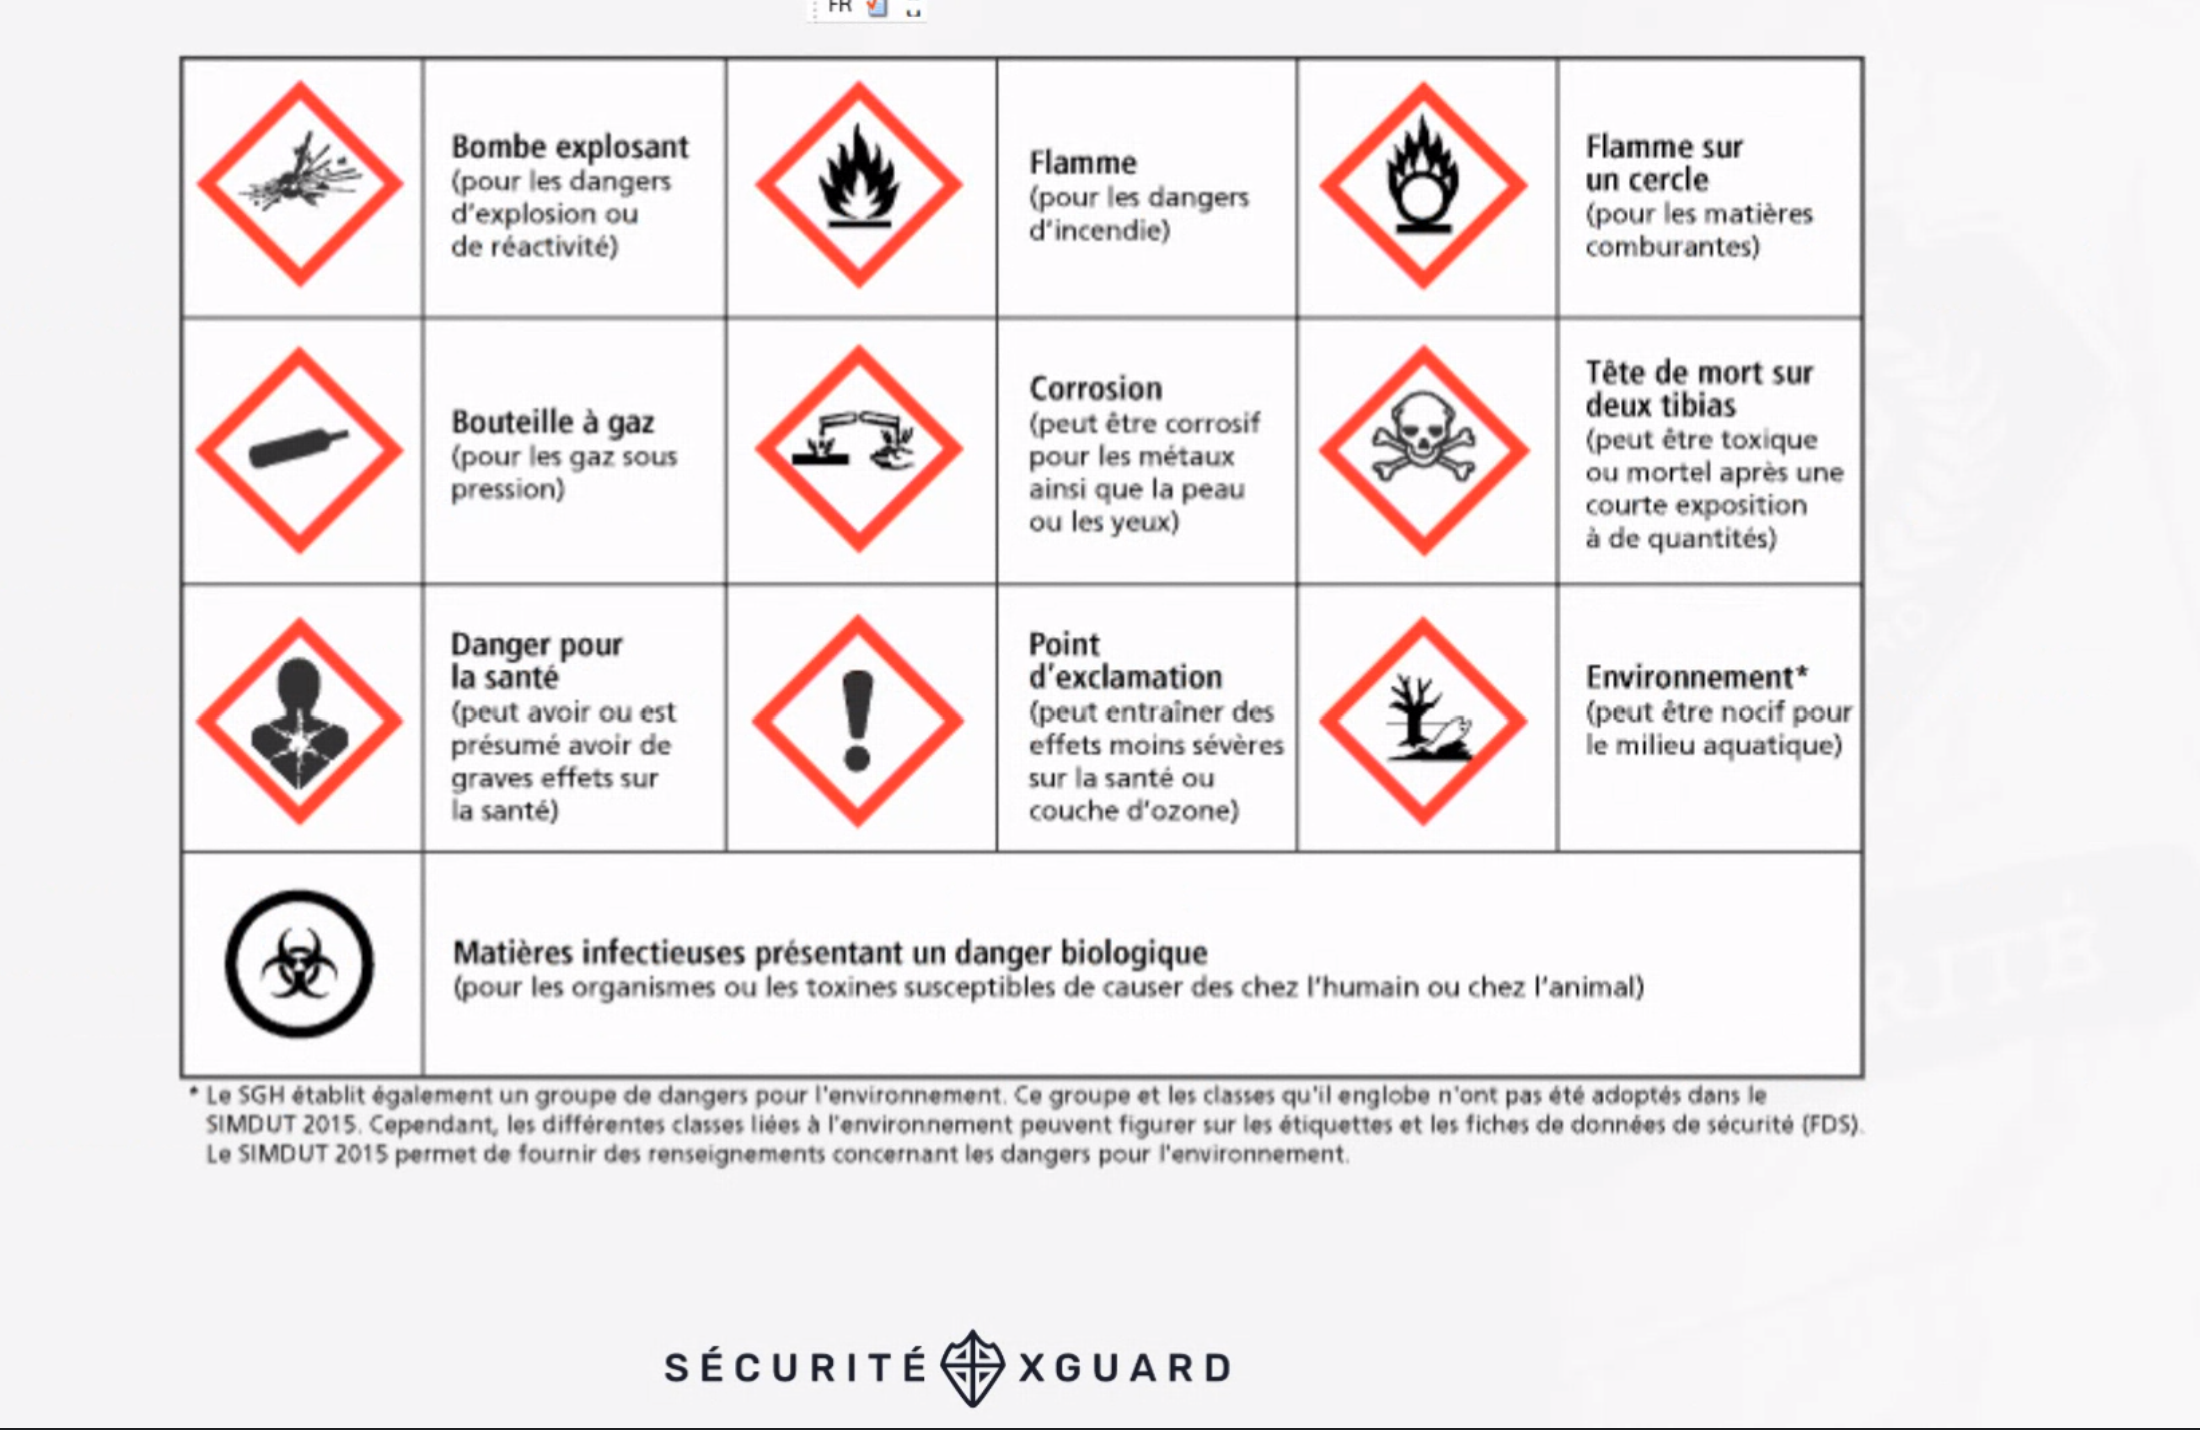 FR
Bombe explosant
(pour les dangers
d'explosion ou
de réactivité)
Flamme
(pour les dangers
d'incendie)
Flamme sur
un cercle
(pour les matières
comburantes)
Bouteille à gaz
(pour les gaz sous
pression)
Corrosion
(peut être corrosif
pour les métaux
ainsi que la peau
ou les yeux)
Tête de mort sur
deux tibias
(peut être toxique
ou mortel après une
courte exposition
à de quantités)
Danger pour
la santé
(peut avoir ou est
présumé avoir de
graves effets sur
la santé)
Point
d'exclamation
(peut entraîner des
effets moins sévères
sur la santé ou
couche d'ozone)
Environnement*
(peut être nocif pour
le milieu aquatique)
Matières infectieuses présentant un danger biologique
(pour les organismes ou les toxines susceptibles de causer des chez l'humain ou chez l'animal)
* Le SGH établit également un groupe de dangers pour l'environnement. Ce groupe et les classes qu'il englobe n'ont pas été adoptés dans le
SIMDUT 2015. Cependant, les différentes classes liées à l'environnement peuvent figurer sur les étiquettes et les fiches de données de sécurité (FDS).
Le SIMDUT 2015 permet de fournir des renseignements concernant les dangers pour l'environnement.
SÉCURITÉ XGUARD